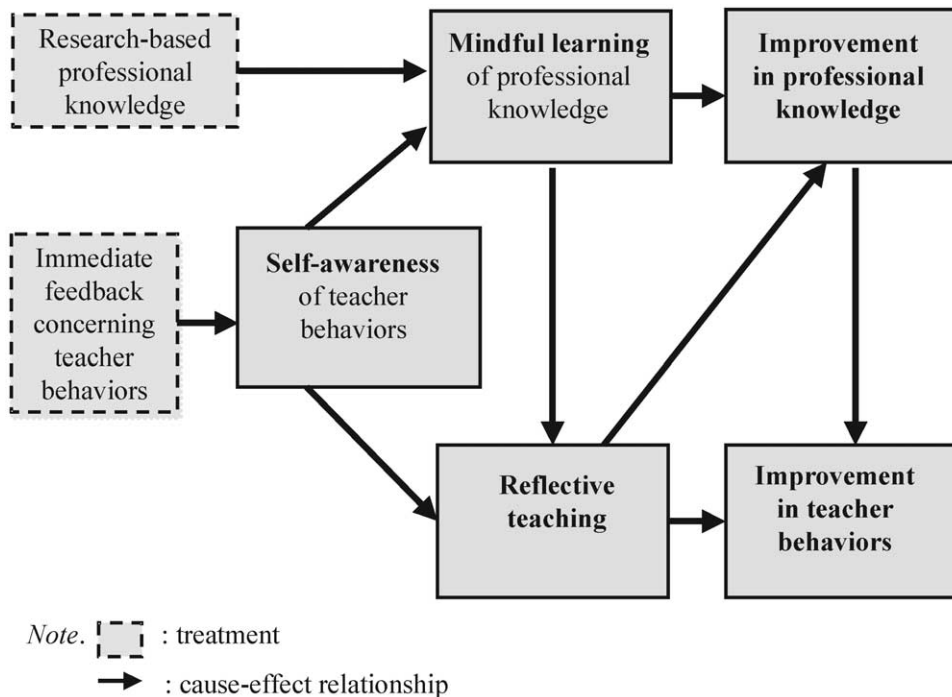 Research-based
professional
knowledge
Mindful learning
of professional
knowledge
Improvement
in professional
knowledge
Immediate
feedback
concerning
teacher
behaviors
Self-awareness
of teacher
behaviors
Reflective
teaching
Improvement
in teacher
behaviors
Note. : treatment
: cause-effect relationship